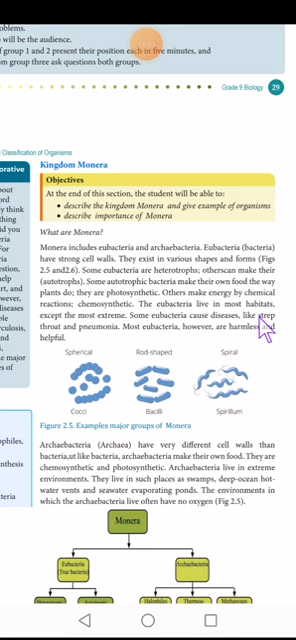 oblems.
will be the audience.
f group 1 and 2 present their position each in five minutes, and
om group three ask questions both groups.
Grade 9 Biology 29
Classification of Organisms
orative
Kingdom Monera
Objectives
At the end of this section, the student will be able to:
• describe the kingdom Monera and give example of organisms
• describe importance of Monera
What are Monera?
Monera includes eubacteria and archaebacteria. Eubacteria (bacteria)
have strong cell walls. They exist in various shapes and forms (Figs
2.5 and2.6). Some eubacteria are heterotrophs; otherscan make their
(autotrophs). Some autotrophic bacteria make their own food the way
plants do; they are photosynthetic. Others make energy by chemical
reactions; chemosynthetic. The eubacteria live in most habitats,
except the most extreme. Some eubacteria cause diseases, like strep
throat and pneumonia. Most eubacteria, however, are harmless and
helpful.
bout
ord
ly think
thing
id you
eria
For
ria
estion,
help
rt, and
wever,
diseases
ole
rculosis,
nd
e major
es of
Spherical Rod-shaped Spiral
Cocci Bacilli Spirillum
Figure 2.5. Examples major groups of Monera
ophiles,
nthesis
teria
Archaebacteria (Archaea) have very different cell walls than
bacteria,ut like bacteria, archaebacteria make their own food. They are
chemosynthetic and photosynthetic. Archaebacteria live in extreme
environments. They live in such places as swamps, deep-ocean hot-
water vents and seawater evaporating ponds. The environments in
which the archaebacteria live often have no oxygen (Fig 2.5).
Monera
Eubacteria
(True bacteria)
Archaebacteria
Halophiles Thermoa- Methanogens